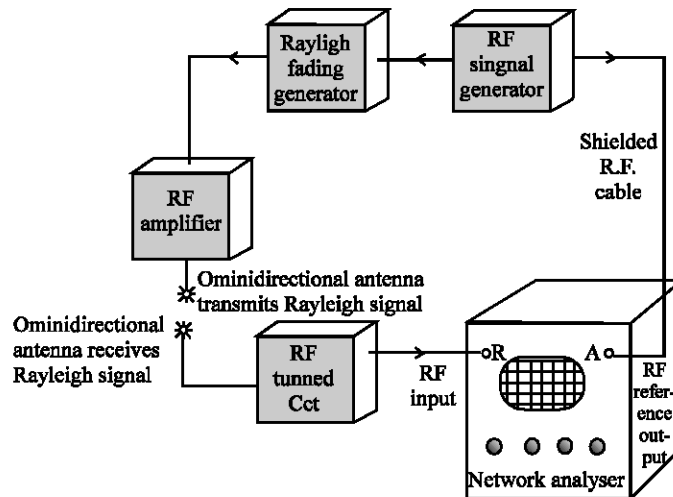 Rayligh
fading
generator
RF
singnal
generator
Shielded
R.F.
cable
RF
amplifier
Ominidirectional antenna
transmits Rayleigh signal
Ominidirectional
antenna receives
Rayleigh signal
RF
tunned
Cct
RF
input
R
A
RF
refer-
ence
out-
put
Network analyser